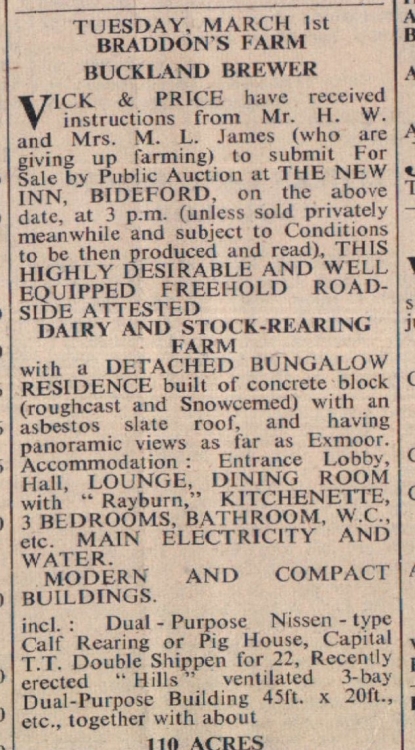 TUESDAY, MARCH 1st
BRADDON'S FARM
BUCKLAND BREWER
VICK & PRICE have received
instructions from Mr. H. W.
and Mrs. M. L. James (who are
giving up farming) to submit For
Sale by Public Auction at THE NEW
INN, BIDEFORD, on the above
date, at 3 p.m. (unless sold privately
meanwhile and subject to Conditions
to be then produced and read), THIS
HIGHLY DESIRABLE AND WELL
EQUIPPED FREEHOLD ROAD-
SIDE ATTESTED
DAIRY AND STOCK-REARING
FARM
with a DETACHED BUNGALOW
RESIDENCE built of concrete block
(roughcast and Snowcemed) with an
asbestos slate roof, and having
panoramic views as far as Exmoor.
Accommodation : Entrance Lobby,
Hall, LOUNGE, DINING ROOM
with " Rayburn," KITCHENETTE,
3 BEDROOMS, BATHROOM, W.C.,
etc. MAIN ELECTRICITY AND
WATER.
MODERN AND COMPACT
BUILDINGS.
incl. : Dual - Purpose Nissen - type
Calf Rearing or Pig House, Capital
T.T. Double Shippen for 22, Recently
erected " Hills " ventilated 3-bay
Dual-Purpose Building 45ft. x 20ft.,
etc., together with about
110 ACRES